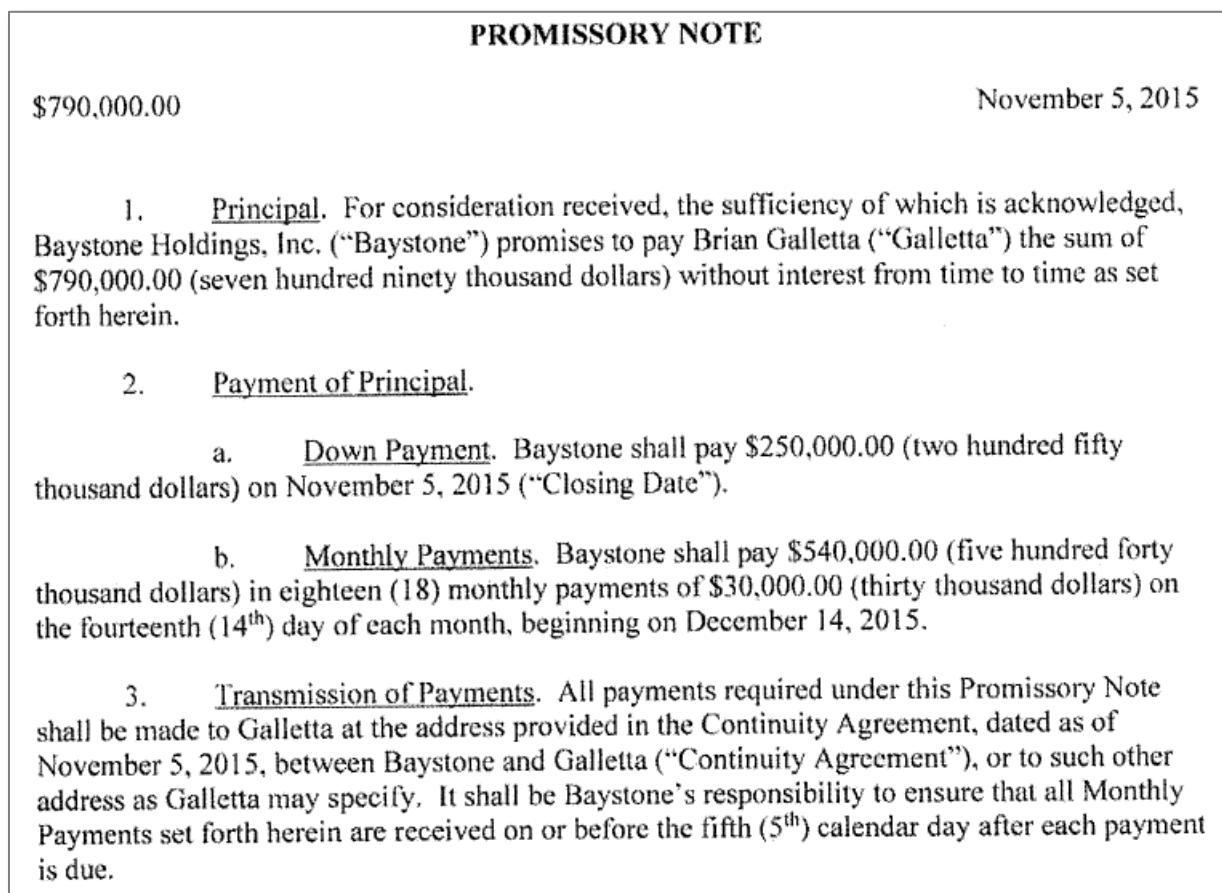 PROMISSORY NOTE
$790,000.00
November 5, 2015
1. Principal. For consideration received, the sufficiency of which is acknowledged,
Baystone Holdings, Inc. (“Baystone”) promises to pay Brian Galletta (“Galletta”) the sum of
$790,000.00 (seven hundred ninety thousand dollars) without interest from time to time as set
forth herein.
2. Payment of Principal.
a. Down Payment. Baystone shall pay $250,000.00 (two hundred fifty
thousand dollars) on November 5, 2015 (“Closing Date”).
b. Monthly Payments. Baystone shall pay $540,000.00 (five hundred forty
thousand dollars) in eighteen (18) monthly payments of $30,000.00 (thirty thousand dollars) on
the fourteenth (14th) day of each month, beginning on December 14, 2015.
3. Transmission of Payments. All payments required under this Promissory Note
shall be made to Galletta at the address provided in the Continuity Agreement, dated as of
November 5, 2015, between Baystone and Galletta (“Continuity Agreement”), or to such other
address as Galletta may specify. It shall be Baystone’s responsibility to ensure that all Monthly
Payments set forth herein are received on or before the fifth (5th) calendar day after each payment
is due.